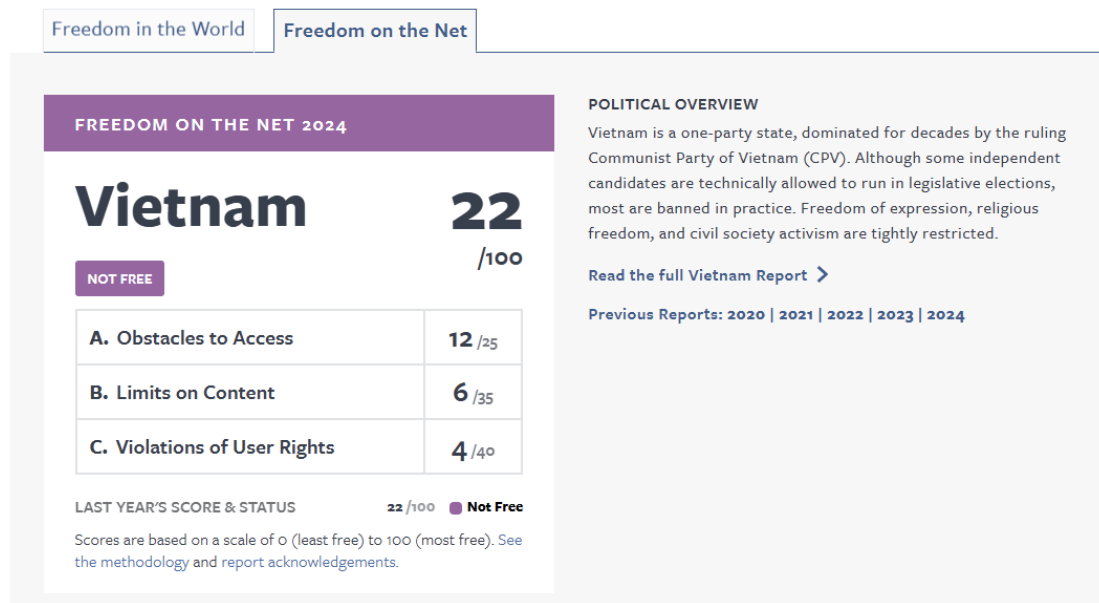 Freedom in the World
Freedom on the Net
FREEDOM ON THE NET 2024
Vietnam
22
/100
NOT FREE
A. Obstacles to Access 12 /25
B. Limits on Content 6 /35
C. Violations of User Rights 4 /40
LAST YEAR'S SCORE & STATUS 22 /100 Not Free
Scores are based on a scale of 0 (least free) to 100 (most free). See
the methodology and report acknowledgements.
POLITICAL OVERVIEW
Vietnam is a one-party state, dominated for decades by the ruling
Communist Party of Vietnam (CPV). Although some independent
candidates are technically allowed to run in legislative elections,
most are banned in practice. Freedom of expression, religious
freedom, and civil society activism are tightly restricted.
Read the full Vietnam Report
Previous Reports: 2020 | 2021 | 2022 | 2023 | 2024